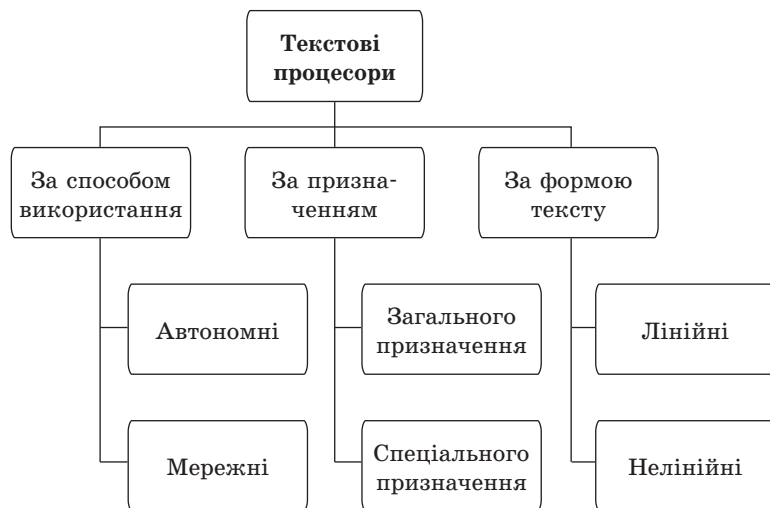 Текстові
процесори
За способом
використання
За призна-
ченням
За формою
тексту
Автономні
Загального
призначення
Лінійні
Мережні
Спеціального
призначення
Нелінійні